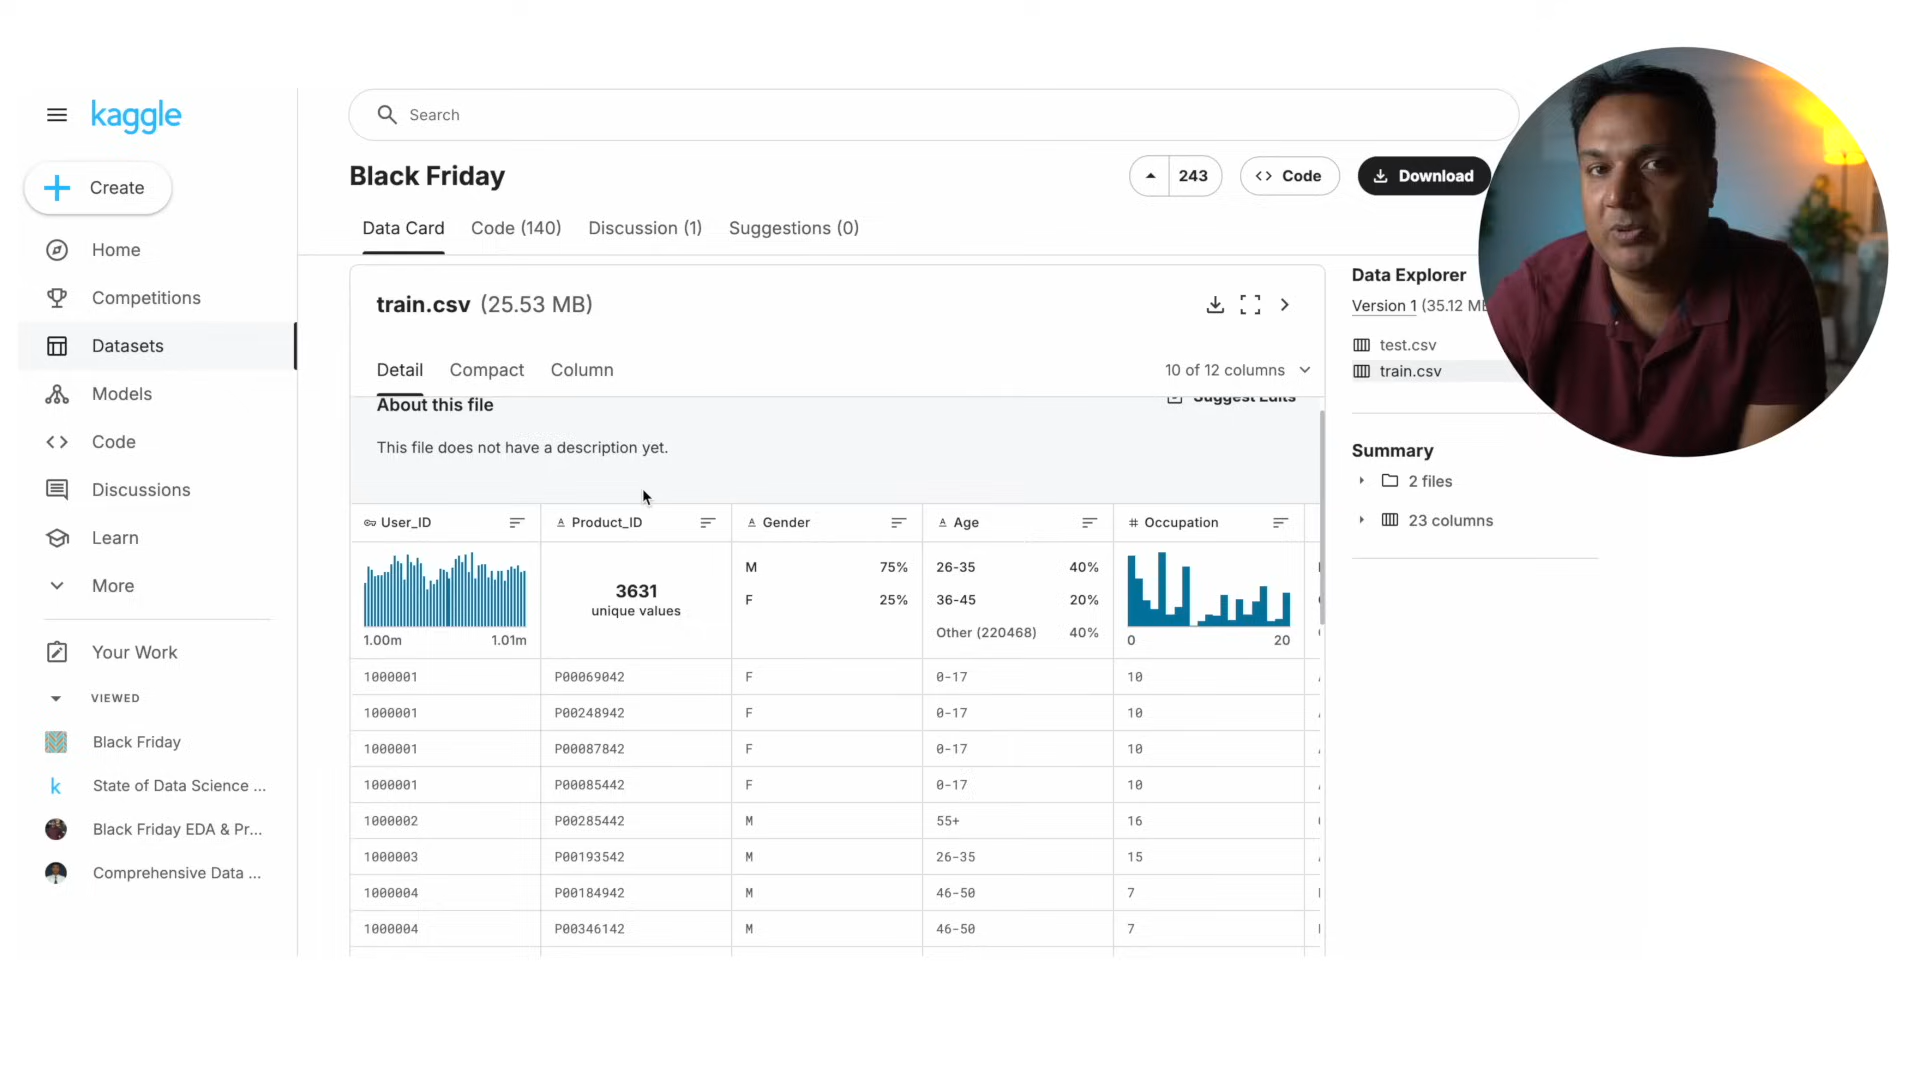 kaggle
Search
Create
Black Friday
243
Code
Download
Data Card
Code (140)
Discussion (1)
Suggestions (0)
Home
Competitions
Datasets
Models
Code
Discussions
Learn
More
Your Work
VIEWED
Black Friday
State of Data Science ...
Black Friday EDA & Pr...
Comprehensive Data ...
train.csv (25.53 MB)
Detail
Compact
Column
10 of 12 columns
About this file
Suggest Edits
This file does not have a description yet.
User_ID
Product_ID
Gender
Age
Occupation
1.00m 1.01m
3631
unique values
M 75%
F 25%
26-35 40%
36-45 20%
Other (220468) 40%
0 20
1000001 P00069042 F 0-17 10
1000001 P00248942 F 0-17 10
1000001 P00087842 F 0-17 10
1000001 P00085442 F 0-17 10
1000002 P00285442 M 55+ 16
1000003 P00193542 M 26-35 15
1000004 P00184942 M 46-50 7
1000004 P00346142 M 46-50 7
Data Explorer
Version 1 (35.12 MB
test.csv
train.csv
Summary
2 files
23 columns